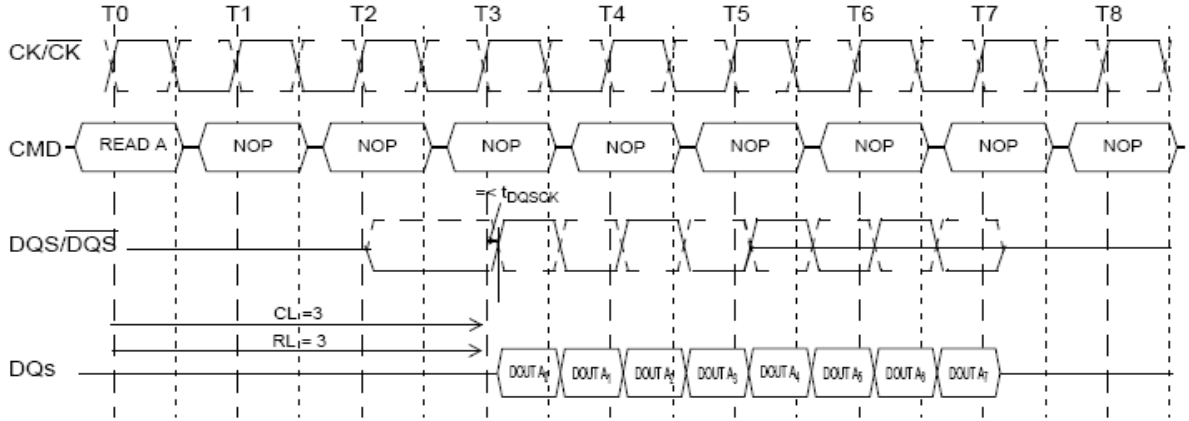 T0 T1 T2 T3 T4 T5 T6 T7 T8
CK/C̅K̅
CMD READ A NOP NOP NOP NOP NOP NOP NOP NOP
=< tDQSCK
DQS/D̅Q̅S̅
CL =3
RL = 3
DQs DOUT A0 DOUT A1 DOUT A2 DOUT A3 DOUT A4 DOUT A5 DOUT A6 DOUT A7